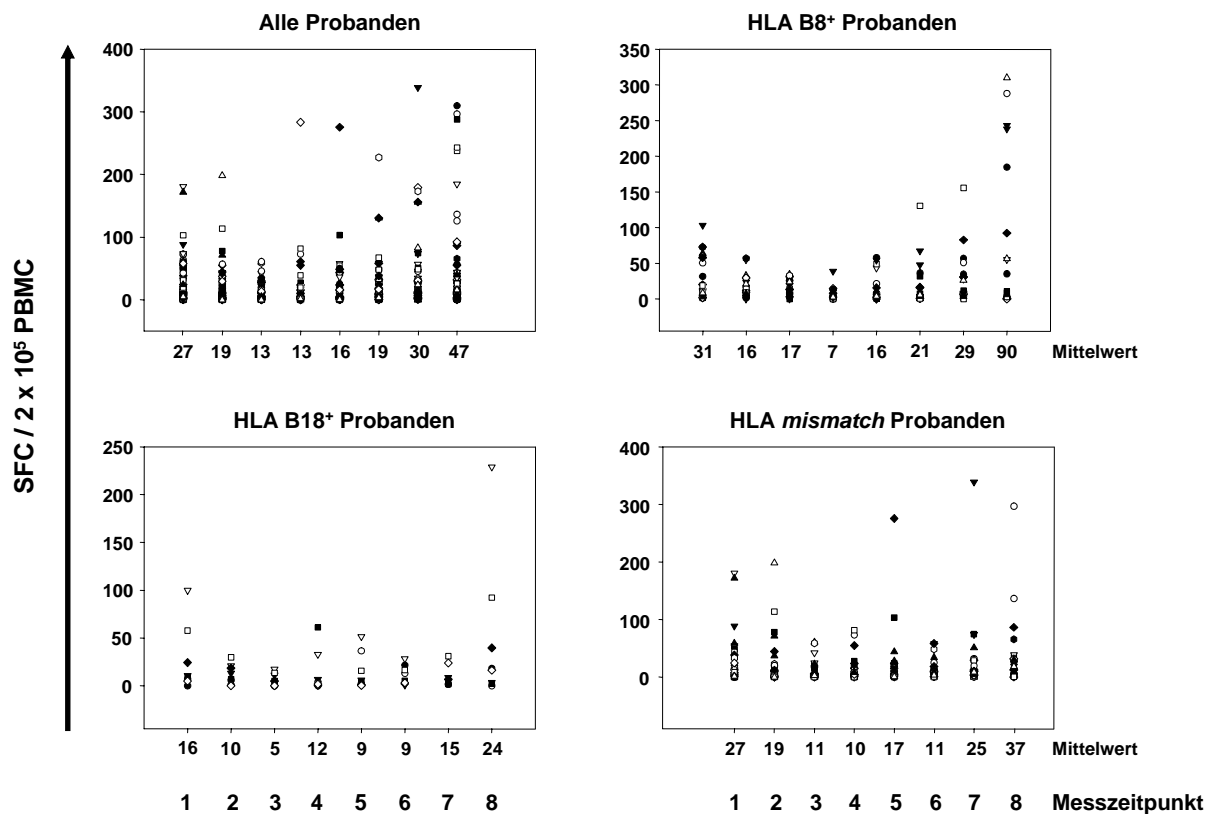 Alle Probanden
HLA B8⁺ Probanden
400
300
200
100
0
27 19 13 13 16 19 30 47
350
300
250
200
150
100
50
0
31 16 17 7 16 21 29 90 Mittelwert
SFC / 2 x 10⁵ PBMC
HLA B18⁺ Probanden
HLA mismatch Probanden
250
200
150
100
50
0
16 10 5 12 9 9 15 24
400
300
200
100
0
27 19 11 10 17 11 25 37 Mittelwert
1 2 3 4 5 6 7 8
1 2 3 4 5 6 7 8 Messzeitpunkt